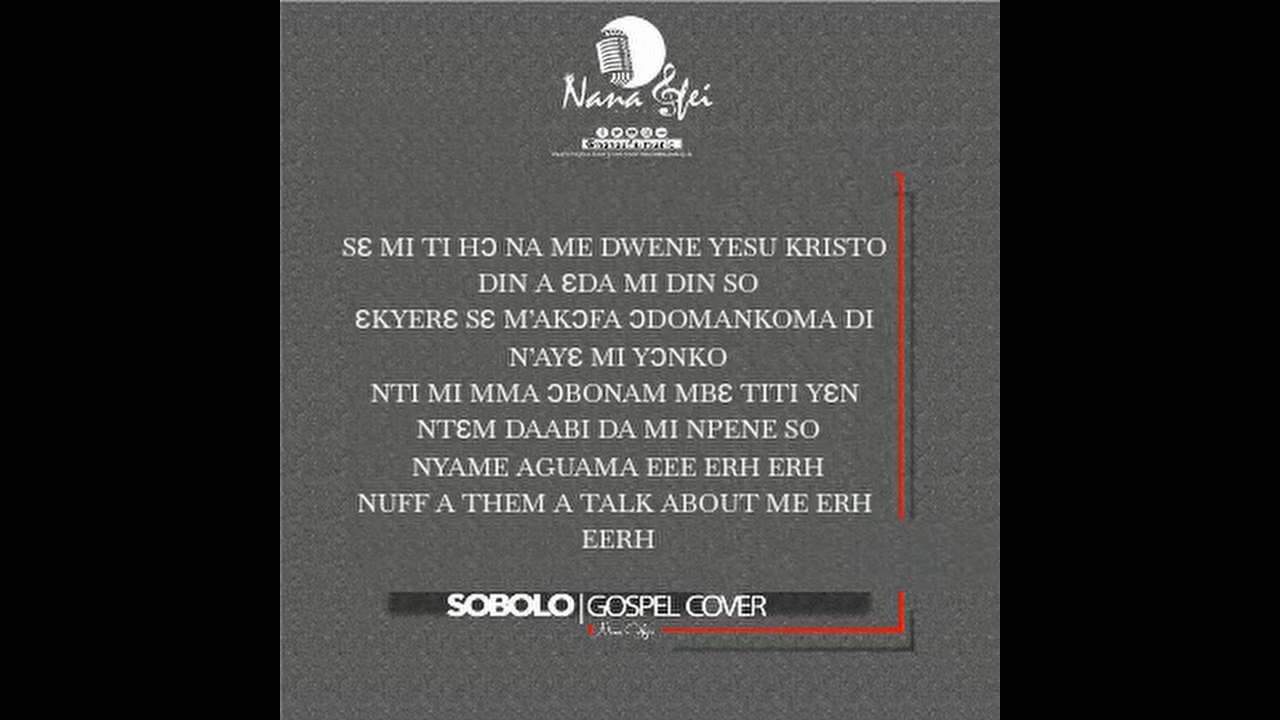 Nana Efei
SƐ MI TI HƆ NA ME DWENE YESU KRISTO
DIN A ƐDA MI DIN SO
ƐKYERƐ SƐ M'AKƆFA ƆDOMANKOMA DI
N'AYƐ MI YƆNKO
NTI MI MMA ƆBONAM MBƐ TITI YƐN
NTƐM DAABI DA MI NPENE SO
NYAME AGUAMA EEE ERH ERH
NUFF A THEM A TALK ABOUT ME ERH
EERH
SOBOLO | GOSPEL COVER